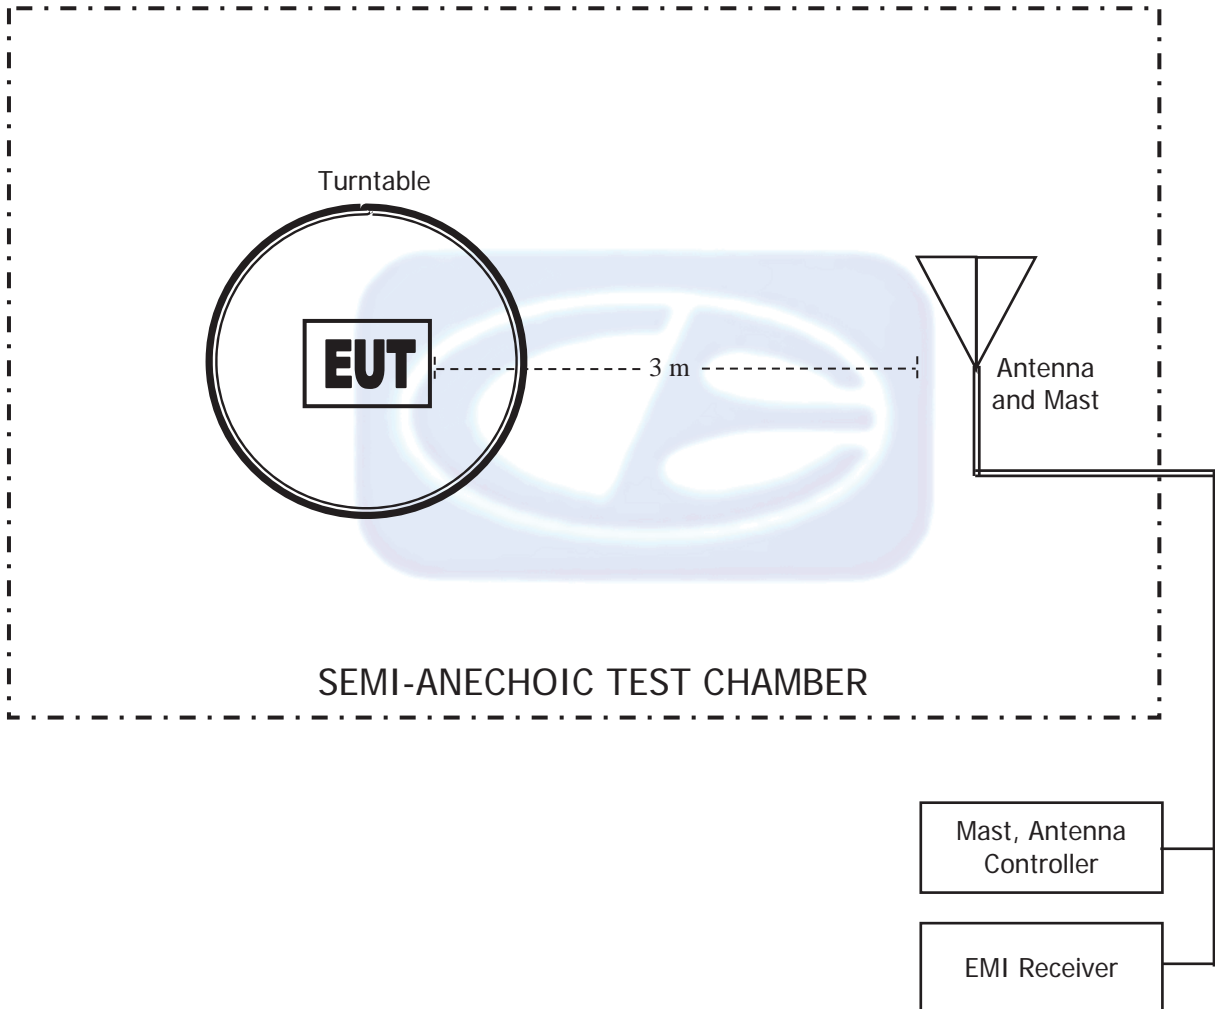 Turntable
EUT
3 m
Antenna
and Mast
SEMI-ANECHOIC TEST CHAMBER
Mast, Antenna
Controller
EMI Receiver